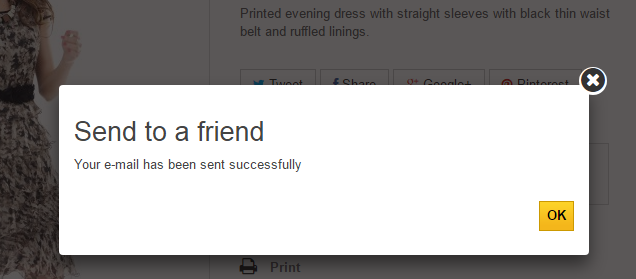 Printed evening dress with straight sleeves with black thin waist
belt and ruffled linings.
Tweet Share Google+ Pinterest
Send to a friend
Your e-mail has been sent successfully
OK
Print